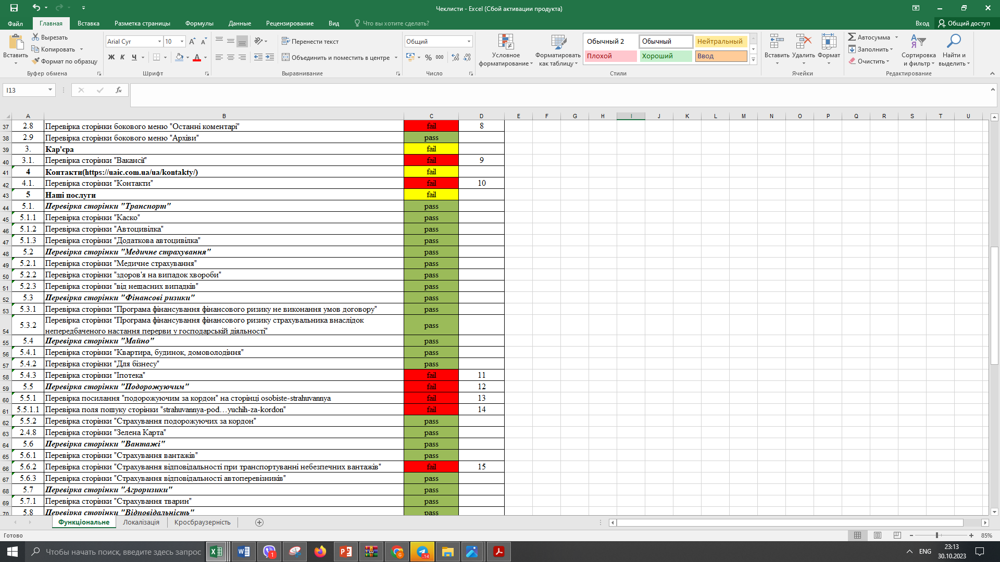 Чеклисти - Excel (Сбой активации продукта)
Файл Главная Вставка Разметка страницы Формулы Данные Рецензирование Вид Что вы хотите сделать? Вход Общий доступ
Вставить
Вырезать
Копировать
Формат по образцу
Буфер обмена
Arial Cyr 10
Ж К Ч
Шрифт
Перенести текст
Объединить и поместить в центре
Выравнивание
Общий
% 000
Число
Условное форматирование
Форматировать как таблицу
Обычный 2 Обычный Нейтральный
Плохой Хороший Ввод
Стили
Вставить Удалить Формат
Ячейки
Автосумма
Заполнить
Очистить
Сортировка и фильтр
Найти и выделить
Редактирование
I13 fx
A B C D E F G H I J K L M N O P Q R S T U
37 2.8 Перевірка сторінки бокового меню "Останні коментарі" fail 8
38 2.9 Перевірка сторінки бокового меню "Архіви" pass
39 3. Кар'єра fail
40 3.1. Перевірка сторінки "Вакансії" fail 9
41 4 Контакти(https://uaic.com.ua/ua/kontakty/) fail
42 4.1. Перевірка сторінки "Контакти" fail 10
43 5 Наші послуги fail
44 5.1. Перевірка сторінки "Транспорт" pass
45 5.1.1 Перевірка сторінки "Каско" pass
46 5.1.2 Перевірка сторінки "Автоцивілка" pass
47 5.1.3 Перевірка сторінки "Додаткова автоцивілка" pass
48 5.2 Перевірка сторінки "Медичне страхування" pass
49 5.2.1 Перевірка сторінки "Медичне страхування" pass
50 5.2.2 Перевірка сторінки "здоров'я на випадок хвороби" pass
51 5.2.3 Перевірка сторінки "від нещасних випадків" pass
52 5.3 Перевірка сторінки "Фінансові ризики" pass
53 5.3.1 Перевірка сторінки "Програма фінансування фінансового ризику не виконання умов договору" pass
54 5.3.2 Перевірка сторінки "Програма фінансування фінансового ризику страхувальника внаслідок
непередбаченого настання перерви у господарській діяльності" pass
55 5.4 Перевірка сторінки "Майно" pass
56 5.4.1 Перевірка сторінки "Квартира, будинок, домоволодіння" pass
57 5.4.2 Перевірка сторінки "Для бізнесу" pass
58 5.4.3 Перевірка сторінки "Іпотека" fail 11
59 5.5 Перевірка сторінки "Подорожуючим" fail 12
60 5.5.1 Перевірка посилання "подорожуючим за кордон" на сторінці osobiste-strahuvannya fail 13
61 5.5.1.1 Перевірка поля пошуку сторінки "strahuvannya-pod…yuchih-za-kordon" fail 14
62 5.5.2 Перевірка сторінки "Страхування подорожуючих за кордон" pass
63 2.4.8 Перевірка сторінки "Зелена Карта" pass
64 5.6 Перевірка сторінки "Вантажі" pass
65 5.6.1 Перевірка сторінки "Страхування вантажів" pass
66 5.6.2 Перевірка сторінки "Страхування відповідальності при транспортуванні небезпечних вантажів" fail 15
67 5.6.3 Перевірка сторінки "Страхування відповідальності автоперевізників" pass
68 5.7 Перевірка сторінки "Агроризики" pass
69 5.7.1 Перевірка сторінки "Страхування тварин" pass
70 5.8 Перевірка сторінки "Відповідальність" pass
Функціональне Локалізація Кросбраузерність
Готово 85%
Чтобы начать поиск, введите здесь запрос
ENG
23:13
30.10.2023